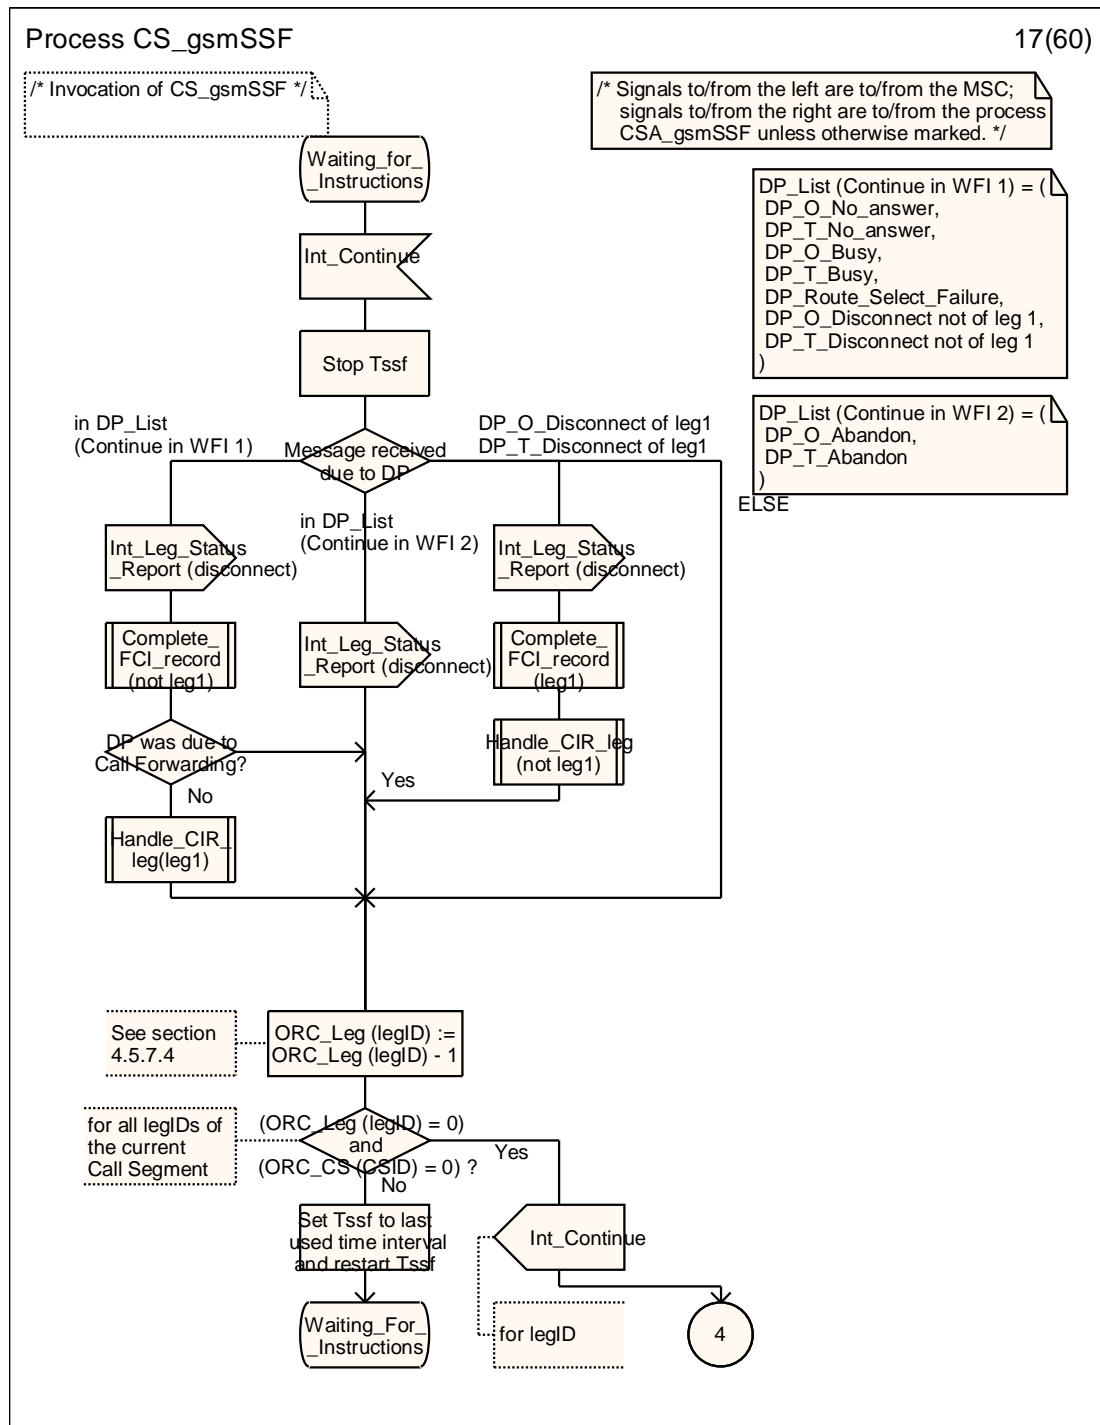 Process CS_gsmSSF
17(60)
/* Invocation of CS_gsmSSF */
/* Signals to/from the left are to/from the MSC;
signals to/from the right are to/from the process
CSA_gsmSSF unless otherwise marked. */
Waiting_for_
_Instructions
DP_List (Continue in WFI 1) = (
DP_O_No_answer,
DP_T_No_answer,
DP_O_Busy,
DP_T_Busy,
DP_Route_Select_Failure,
DP_O_Disconnect not of leg 1,
DP_T_Disconnect not of leg 1
)
Int_Continue
Stop Tssf
DP_List (Continue in WFI 2) = (
DP_O_Abandon,
DP_T_Abandon
)
in DP_List
(Continue in WFI 1)
Message received
due to DP
DP_O_Disconnect of leg1
DP_T_Disconnect of leg1
ELSE
in DP_List
(Continue in WFI 2)
Int_Leg_Status
_Report (disconnect)
Int_Leg_Status
_Report (disconnect)
Complete_
FCI_record
(not leg1)
Int_Leg_Status
_Report (disconnect)
Complete_
FCI_record
(leg1)
DP was due to
Call Forwarding?
Handle_CIR_leg
(not leg1)
Yes
No
Handle_CIR_
leg(leg1)
See section
4.5.7.4
ORC_Leg (legID) :=
ORC_Leg (legID) - 1
for all legIDs of
the current
Call Segment
(ORC_Leg (legID) = 0)
and
(ORC_CS (CSID) = 0) ?
Yes
No
Set Tssf to last
used time interval
and restart Tssf
Int_Continue
Waiting_For_
_Instructions
for legID
4